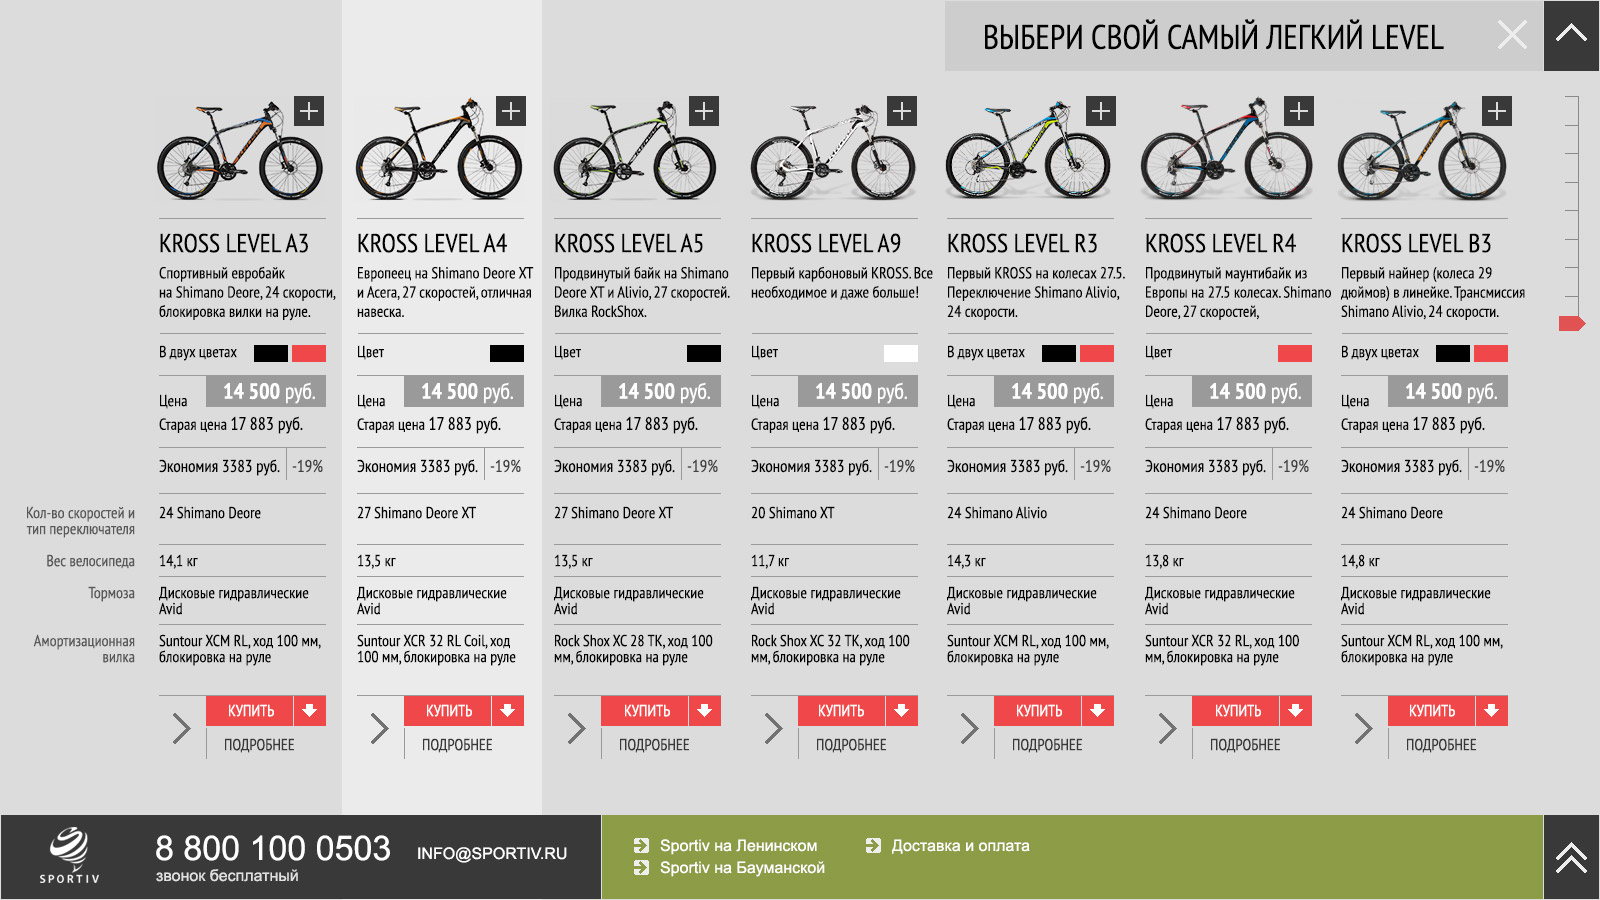 ВЫБЕРИ СВОЙ САМЫЙ ЛЕГКИЙ LEVEL
KROSS LEVEL A3
Спортивный евробайк
на Shimano Deore, 24 скорости,
блокировка вилки на руле.
В двух цветах
Цена
14 500 руб.
Старая цена 17 883 руб.
Экономия 3383 руб.
-19%
KROSS LEVEL A4
Европеец на Shimano Deore XT
и Acera, 27 скоростей, отличная
навеска.
Цвет
Цена
14 500 руб.
Старая цена 17 883 руб.
Экономия 3383 руб.
-19%
KROSS LEVEL A5
Продвинутый байк на Shimano
Deore XT и Alivio, 27 скоростей.
Вилка RockShox.
Цвет
Цена
14 500 руб.
Старая цена 17 883 руб.
Экономия 3383 руб.
-19%
KROSS LEVEL A9
Первый карбоновый KROSS. Все
необходимое и даже больше!
Цвет
Цена
14 500 руб.
Старая цена 17 883 руб.
Экономия 3383 руб.
-19%
KROSS LEVEL R3
Первый KROSS на колесах 27.5.
Переключение Shimano Alivio,
24 скорости.
В двух цветах
Цена
14 500 руб.
Старая цена 17 883 руб.
Экономия 3383 руб.
-19%
KROSS LEVEL R4
Продвинутый маунтибайк из
Европы на 27.5 колесах. Shimano
Deore, 27 скоростей,
Цвет
Цена
14 500 руб.
Старая цена 17 883 руб.
Экономия 3383 руб.
-19%
KROSS LEVEL B3
Первый найнер (колеса 29
дюймов) в линейке. Трансмиссия
Shimano Alivio, 24 скорости.
В двух цветах
Цена
14 500 руб.
Старая цена 17 883 руб.
Экономия 3383 руб.
-19%
Кол-во скоростей и
тип переключателя
24 Shimano Deore
27 Shimano Deore XT
27 Shimano Deore XT
20 Shimano XT
24 Shimano Alivio
24 Shimano Deore
24 Shimano Deore
Вес велосипеда
14,1 кг
13,5 кг
13,5 кг
11,7 кг
14,3 кг
13,8 кг
14,8 кг
Тормоза
Дисковые гидравлические
Avid
Дисковые гидравлические
Avid
Дисковые гидравлические
Avid
Дисковые гидравлические
Avid
Дисковые гидравлические
Avid
Дисковые гидравлические
Avid
Дисковые гидравлические
Avid
Амортизационная
вилка
Suntour XCM RL, ход 100 мм,
блокировка на руле
Suntour XCR 32 RL Coil, ход
100 мм, блокировка на руле
Rock Shox XC 28 TK, ход 100
мм, блокировка на руле
Rock Shox XC 32 TK, ход 100
мм, блокировка на руле
Suntour XCM RL, ход 100 мм,
блокировка на руле
Suntour XCR 32 RL, ход 100
мм, блокировка на руле
Suntour XCM RL, ход 100 мм,
блокировка на руле
КУПИТЬ
ПОДРОБНЕЕ
КУПИТЬ
ПОДРОБНЕЕ
КУПИТЬ
ПОДРОБНЕЕ
КУПИТЬ
ПОДРОБНЕЕ
КУПИТЬ
ПОДРОБНЕЕ
КУПИТЬ
ПОДРОБНЕЕ
КУПИТЬ
ПОДРОБНЕЕ
SPORTIV
8 800 100 0503
звонок бесплатный
INFO@SPORTIV.RU
Sportiv на Ленинском
Sportiv на Бауманской
Доставка и оплата